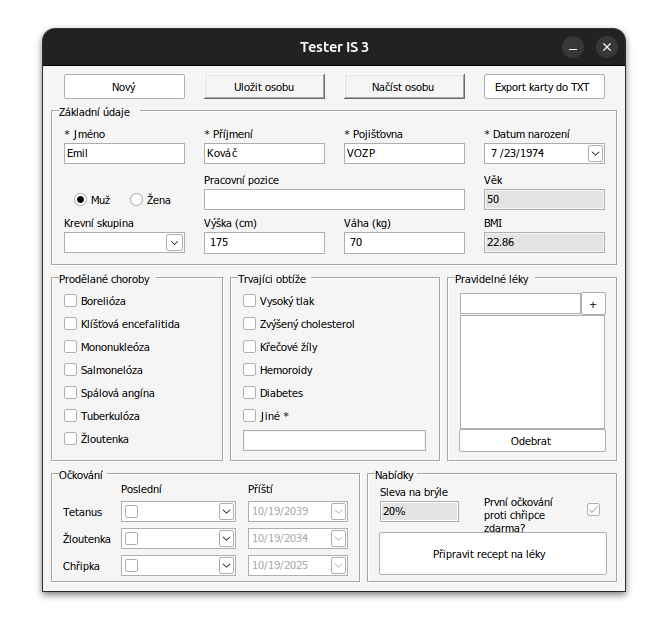 Tester IS 3
Nový
Uložit osobu
Načíst osobu
Export karty do TXT
Základní údaje
* Jméno
* Příjmení
* Pojišťovna
* Datum narození
Emil
Kováč
VOZP
7 /23/1974
Muž
Žena
Pracovní pozice
Věk
50
Krevní skupina
Výška (cm)
Váha (kg)
BMI
175
70
22.86
Prodělané choroby
Borelióza
Klíšťová encefalitida
Mononukleóza
Salmonelóza
Spálová angína
Tuberkulóza
Žloutenka
Trvající obtíže
Vysoký tlak
Zvýšený cholesterol
Křečové žíly
Hemoroidy
Diabetes
Jiné *
Pravidelné léky
+
Odebrat
Očkování
Poslední
Příští
Tetanus
10/19/2039
Žloutenka
10/19/2034
Chřipka
10/19/2025
Nabídky
Sleva na brýle
20%
První očkování
proti chřipce
zdarma?
Připravit recept na léky